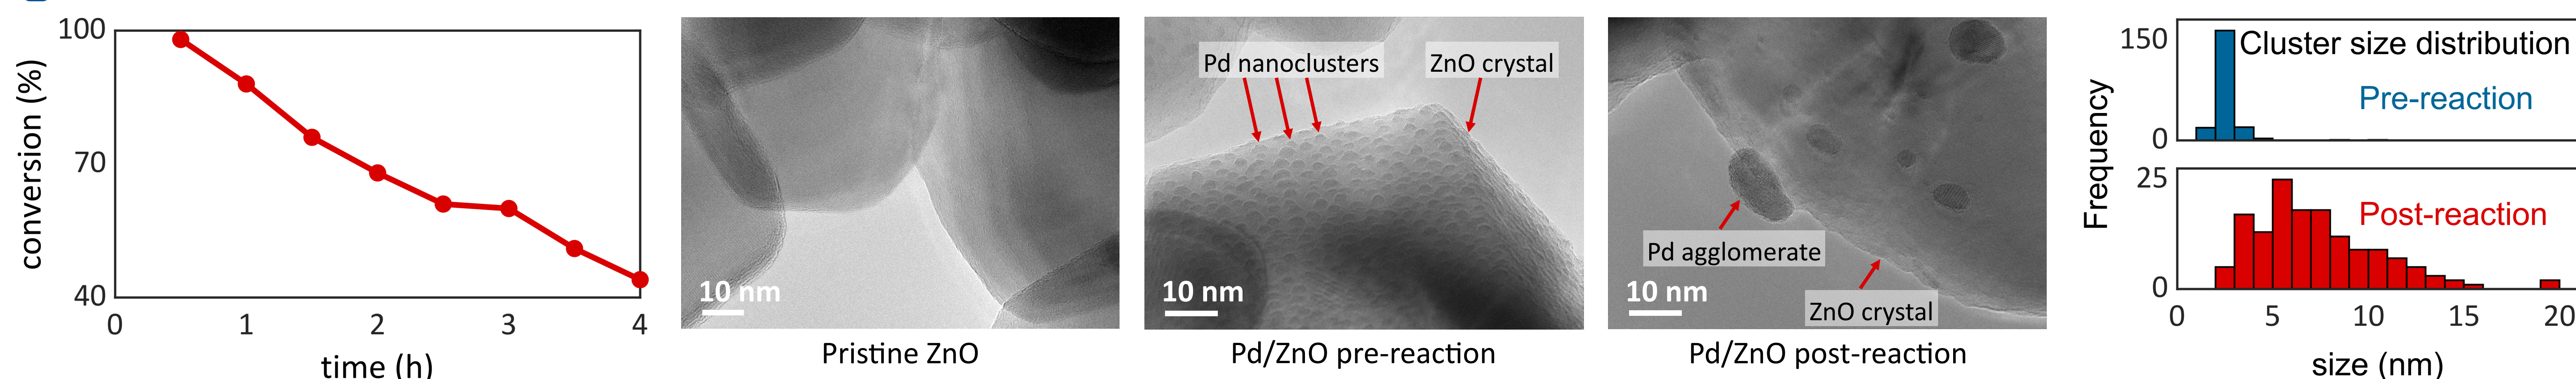 100
70
40
conversion (%)
0 1 2 3 4
time (h)
10 nm
Pristine ZnO
Pd nanoclusters
ZnO crystal
10 nm
Pd/ZnO pre-reaction
Pd agglomerate
ZnO crystal
10 nm
Pd/ZnO post-reaction
Frequency
150
0
Cluster size distribution
Pre-reaction
25
0
Post-reaction
0 5 10 15 20
size (nm)